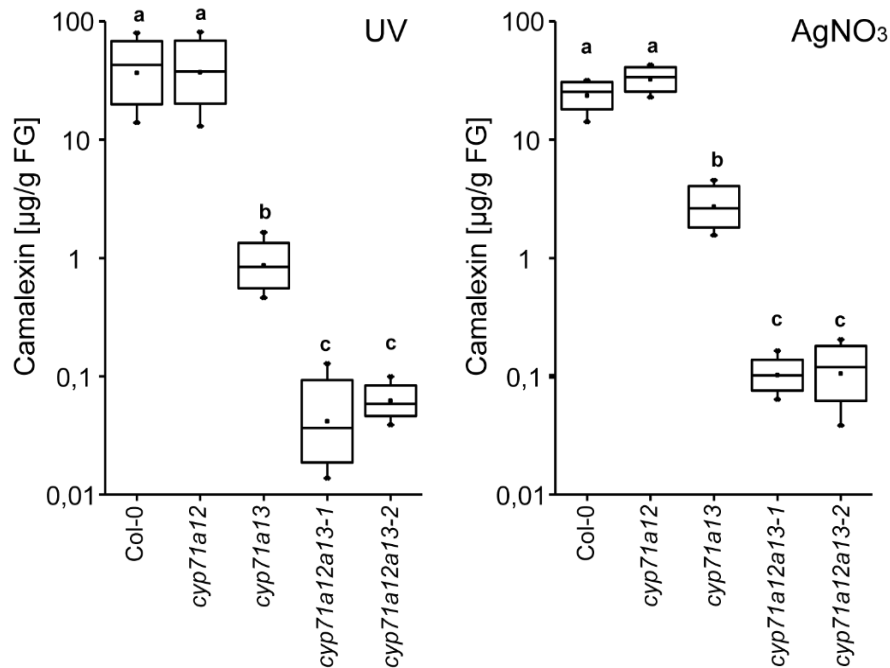 UV
Camalexin [µg/g FG]
100
10
1
0,1
0,01
a
a
b
c
c
Col-0
cyp71a12
cyp71a13
cyp71a12a13-1
cyp71a12a13-2
AgNO3
Camalexin [µg/g FG]
100
10
1
0,1
0,01
a
a
b
c
c
Col-0
cyp71a12
cyp71a13
cyp71a12a13-1
cyp71a12a13-2